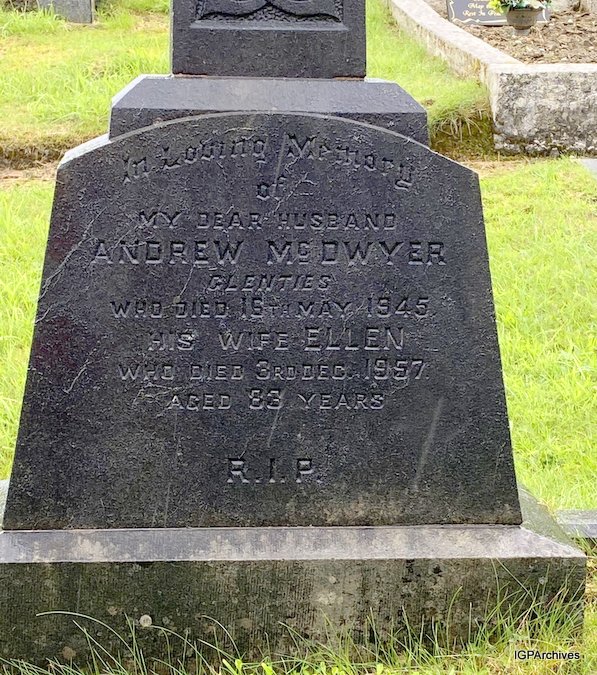 In Loving Memory
of
MY DEAR HUSBAND
ANDREW McDWYER
GLENTIES
WHO DIED 15TH MAY 1945
HIS WIFE ELLEN
WHO DIED 3RD DEC. 1957
AGED 83 YEARS
R.I.P.
IGPArchives